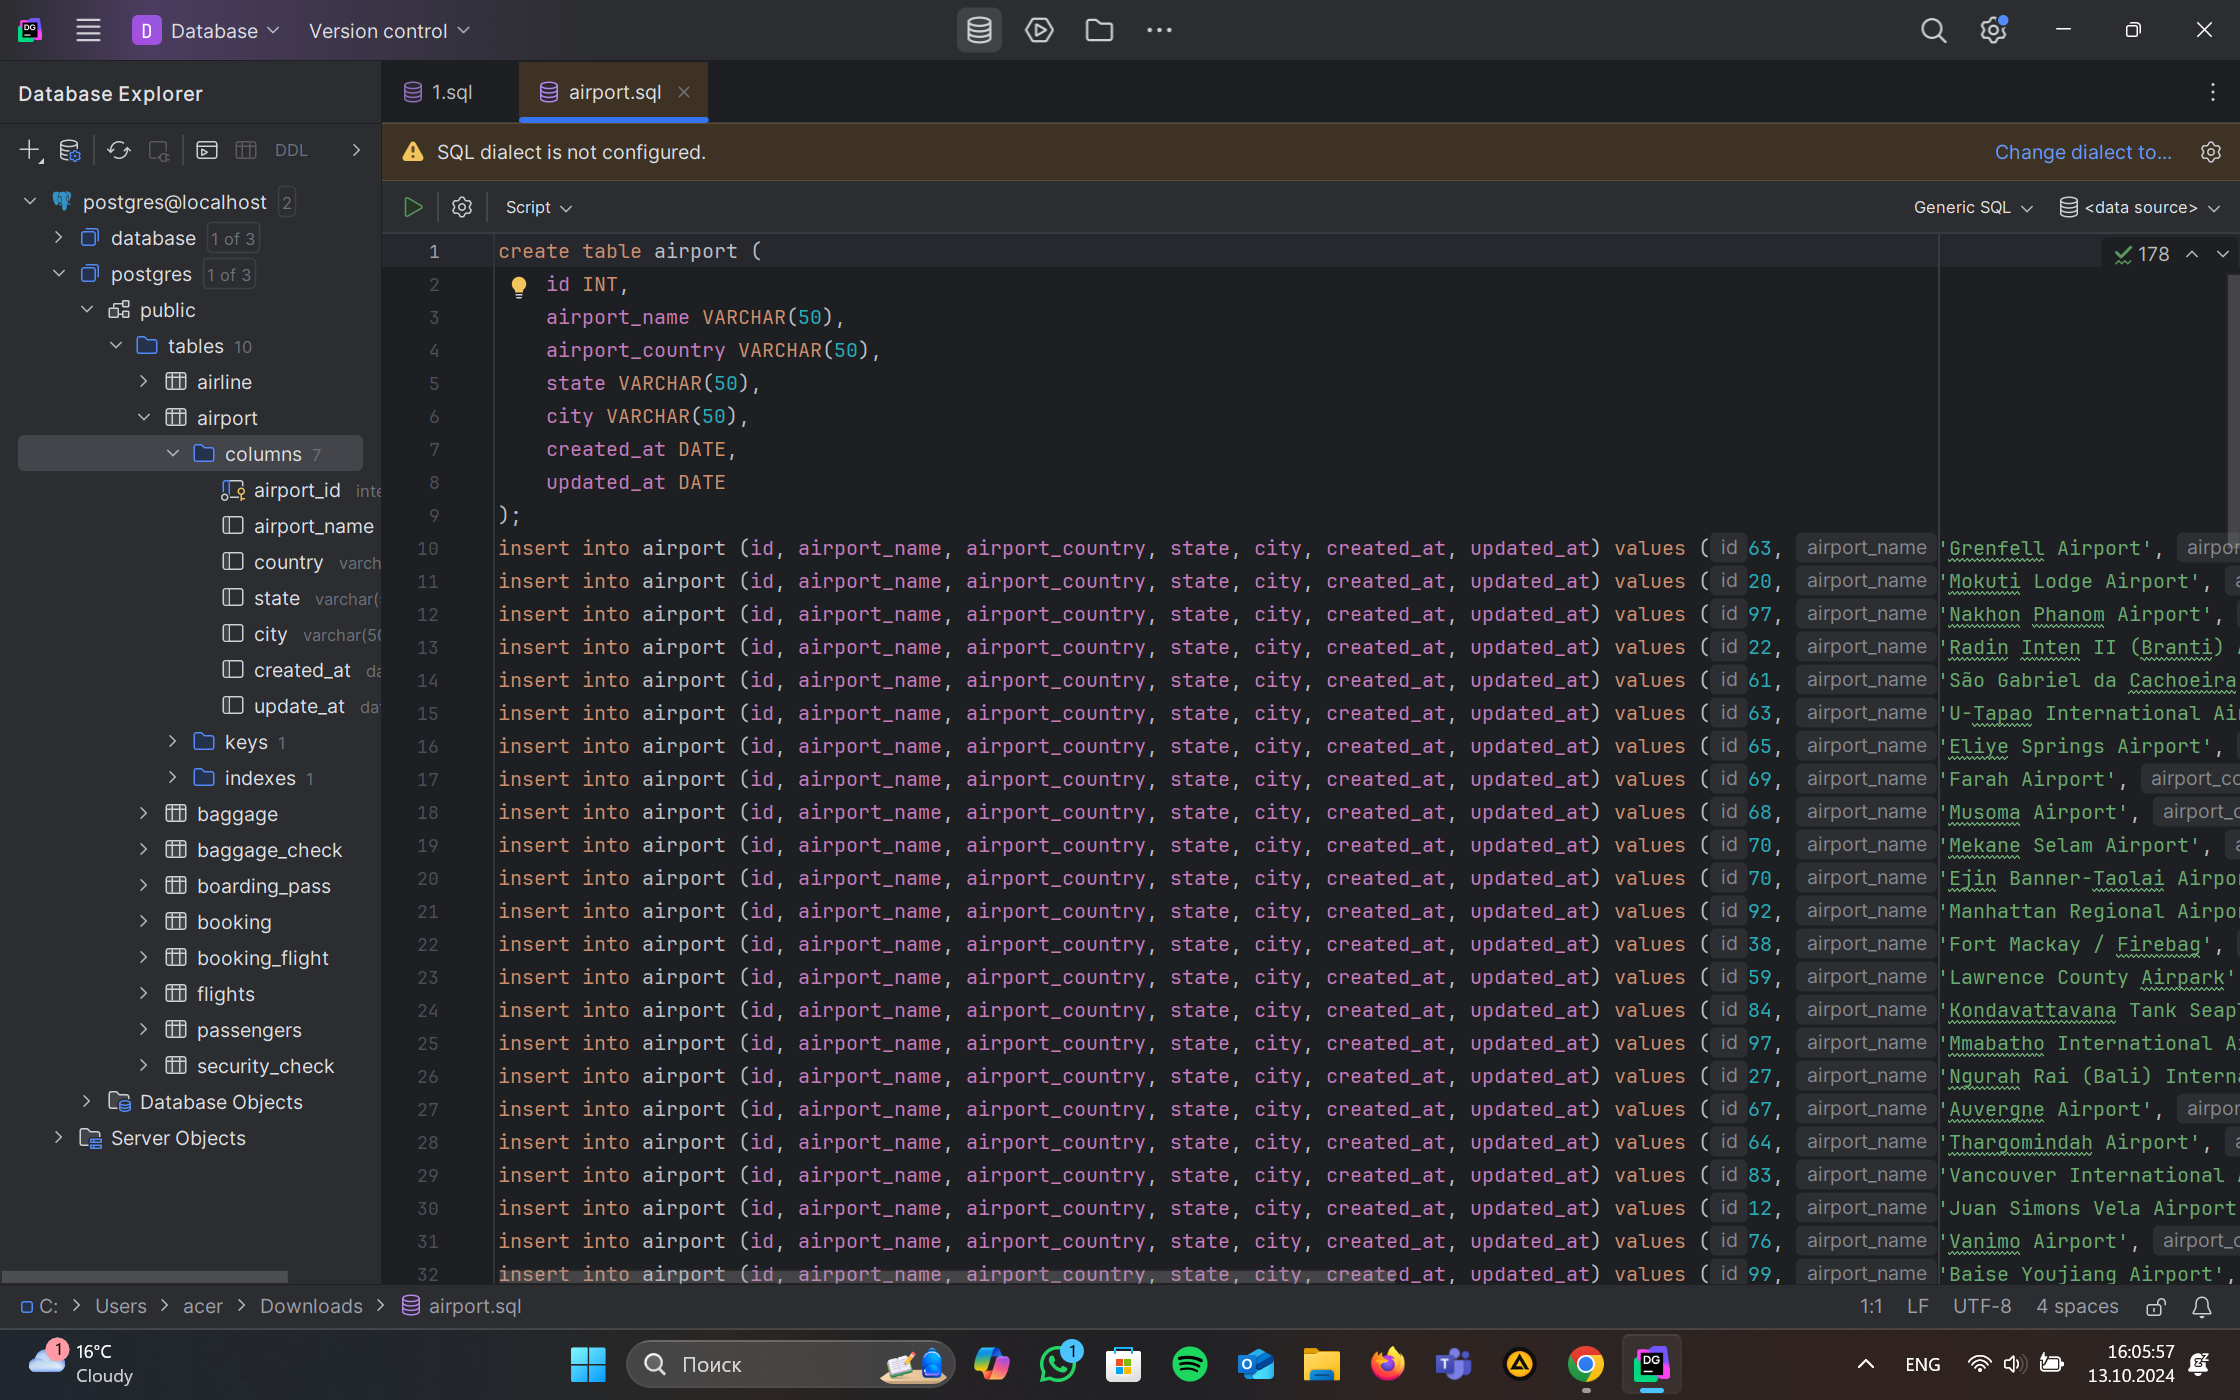 D Database Version control
Database Explorer
1.sql
airport.sql
DDL
SQL dialect is not configured.
Change dialect to...
Script
Generic SQL
<data source>
postgres@localhost 2
database 1 of 3
postgres 1 of 3
public
tables 10
airline
airport
columns 7
airport_id inte
airport_name
country varch
state varchar(
city varchar(50
created_at da
update_at da
keys 1
indexes 1
baggage
baggage_check
boarding_pass
booking
booking_flight
flights
passengers
security_check
Database Objects
Server Objects
178
1 create table airport (
2 id INT,
3 airport_name VARCHAR(50),
4 airport_country VARCHAR(50),
5 state VARCHAR(50),
6 city VARCHAR(50),
7 created_at DATE,
8 updated_at DATE
9 );
10 insert into airport (id, airport_name, airport_country, state, city, created_at, updated_at) values ( id 63, airport_name 'Grenfell Airport', airpor
11 insert into airport (id, airport_name, airport_country, state, city, created_at, updated_at) values ( id 20, airport_name 'Mokuti Lodge Airport', a
12 insert into airport (id, airport_name, airport_country, state, city, created_at, updated_at) values ( id 97, airport_name 'Nakhon Phanom Airport',
13 insert into airport (id, airport_name, airport_country, state, city, created_at, updated_at) values ( id 22, airport_name 'Radin Inten II (Branti) A
14 insert into airport (id, airport_name, airport_country, state, city, created_at, updated_at) values ( id 61, airport_name 'São Gabriel da Cachoeira
15 insert into airport (id, airport_name, airport_country, state, city, created_at, updated_at) values ( id 63, airport_name 'U-Tapao International Air
16 insert into airport (id, airport_name, airport_country, state, city, created_at, updated_at) values ( id 65, airport_name 'Eliye Springs Airport',
17 insert into airport (id, airport_name, airport_country, state, city, created_at, updated_at) values ( id 69, airport_name 'Farah Airport', airport_co
18 insert into airport (id, airport_name, airport_country, state, city, created_at, updated_at) values ( id 68, airport_name 'Musoma Airport', airport_c
19 insert into airport (id, airport_name, airport_country, state, city, created_at, updated_at) values ( id 70, airport_name 'Mekane Selam Airport', a
20 insert into airport (id, airport_name, airport_country, state, city, created_at, updated_at) values ( id 70, airport_name 'Ejin Banner-Taolai Airpo
21 insert into airport (id, airport_name, airport_country, state, city, created_at, updated_at) values ( id 92, airport_name 'Manhattan Regional Airpo
22 insert into airport (id, airport_name, airport_country, state, city, created_at, updated_at) values ( id 38, airport_name 'Fort Mackay / Firebag',
23 insert into airport (id, airport_name, airport_country, state, city, created_at, updated_at) values ( id 59, airport_name 'Lawrence County Airpark'
24 insert into airport (id, airport_name, airport_country, state, city, created_at, updated_at) values ( id 84, airport_name 'Kondavattavana Tank Seap
25 insert into airport (id, airport_name, airport_country, state, city, created_at, updated_at) values ( id 97, airport_name 'Mmabatho International Ai
26 insert into airport (id, airport_name, airport_country, state, city, created_at, updated_at) values ( id 27, airport_name 'Ngurah Rai (Bali) Interna
27 insert into airport (id, airport_name, airport_country, state, city, created_at, updated_at) values ( id 67, airport_name 'Auvergne Airport', airpor
28 insert into airport (id, airport_name, airport_country, state, city, created_at, updated_at) values ( id 64, airport_name 'Thargomindah Airport', a
29 insert into airport (id, airport_name, airport_country, state, city, created_at, updated_at) values ( id 83, airport_name 'Vancouver International A
30 insert into airport (id, airport_name, airport_country, state, city, created_at, updated_at) values ( id 12, airport_name 'Juan Simons Vela Airport
31 insert into airport (id, airport_name, airport_country, state, city, created_at, updated_at) values ( id 76, airport_name 'Vanimo Airport', airport_c
32 insert into airport (id, airport_name, airport_country, state, city, created_at, updated_at) values ( id 99, airport_name 'Baise Youjiang Airport',
C: > Users > acer > Downloads > airport.sql
1:1 LF UTF-8 4 spaces
1 16°C
Cloudy
Поиск
1
DG
ENG
16:05:57
13.10.2024